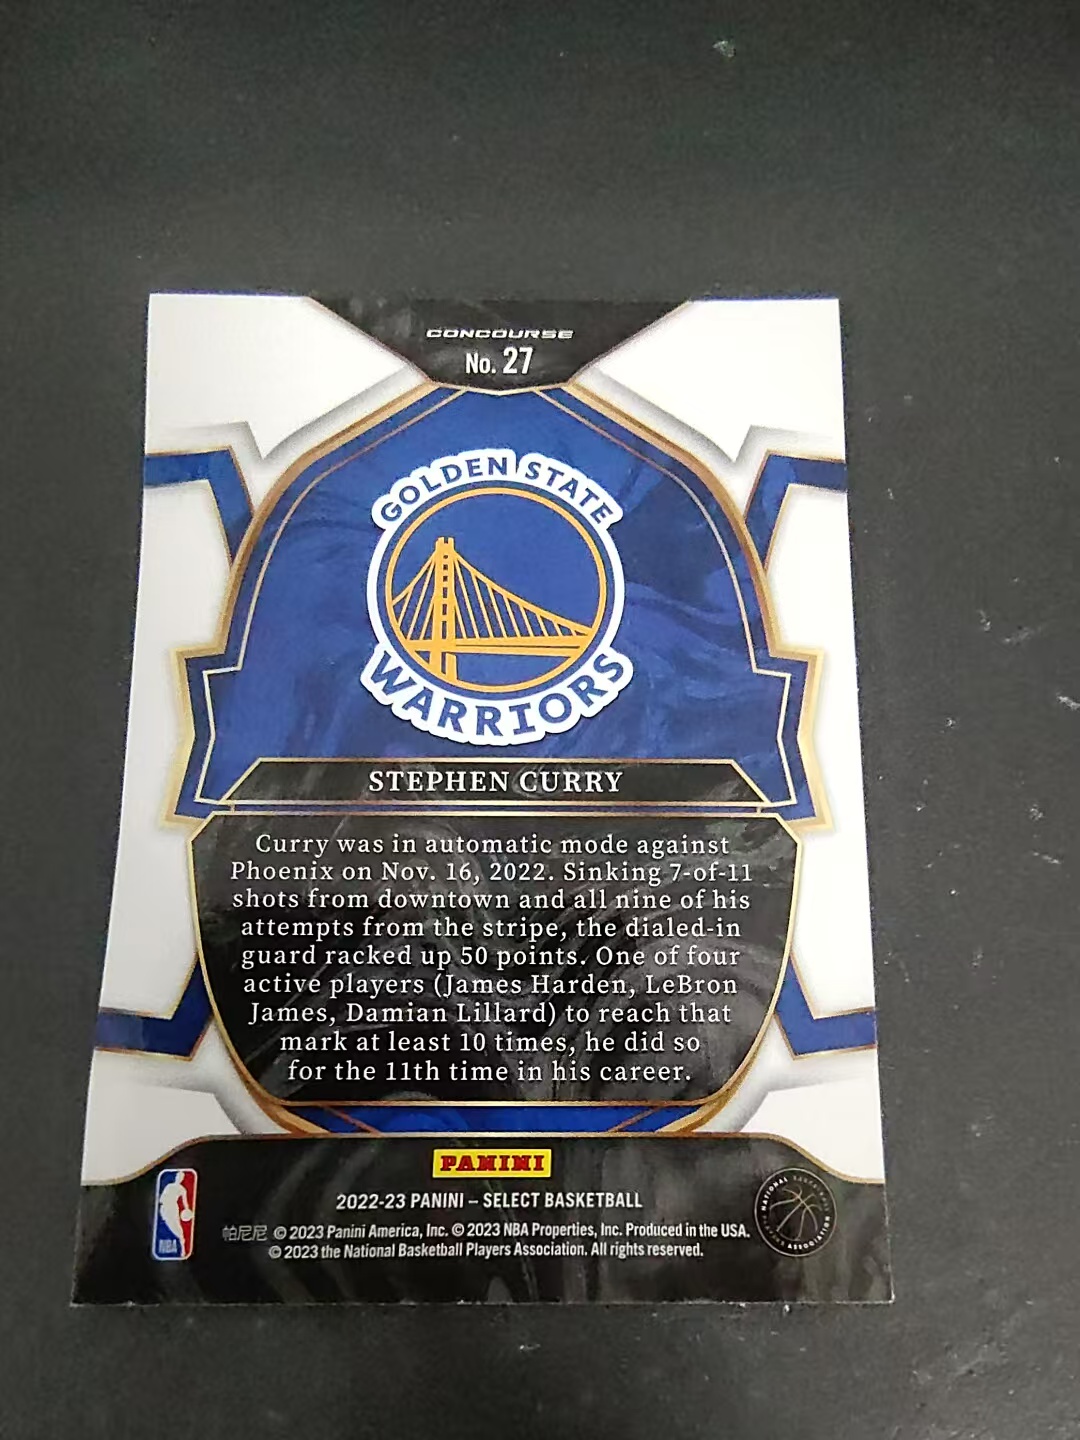 CONCOURSE
No. 27
GOLDEN STATE
WARRIORS
STEPHEN CURRY
Curry was in automatic mode against
Phoenix on Nov. 16, 2022. Sinking 7-of-11
shots from downtown and all nine of his
attempts from the stripe, the dialed-in
guard racked up 50 points. One of four
active players (James Harden, LeBron
James, Damian Lillard) to reach that
mark at least 10 times, he did so
for the 11th time in his career.
PANINI
2022-23 PANINI – SELECT BASKETBALL
帕尼尼 © 2023 Panini America, Inc. © 2023 NBA Properties, Inc. Produced in the USA.
© 2023 the National Basketball Players Association. All rights reserved.
NBA
NATIONAL BASKETBALL
ASSOCIATION